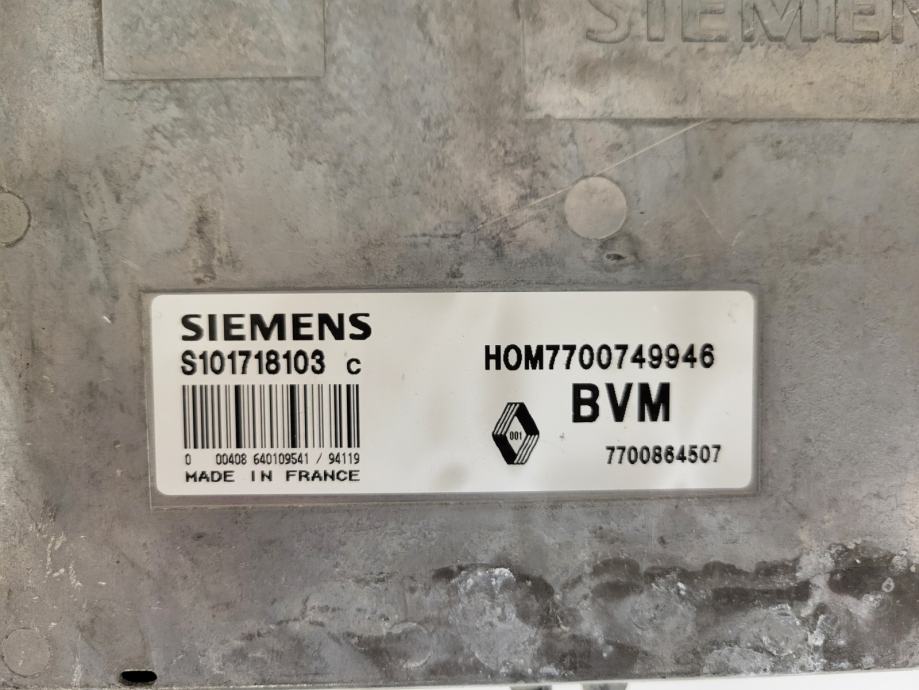 SIEMENS
SIEMENS
S101718103 C
0 00408 640109541 / 94119
MADE IN FRANCE
HOM7700749946
BVM
001
7700864507